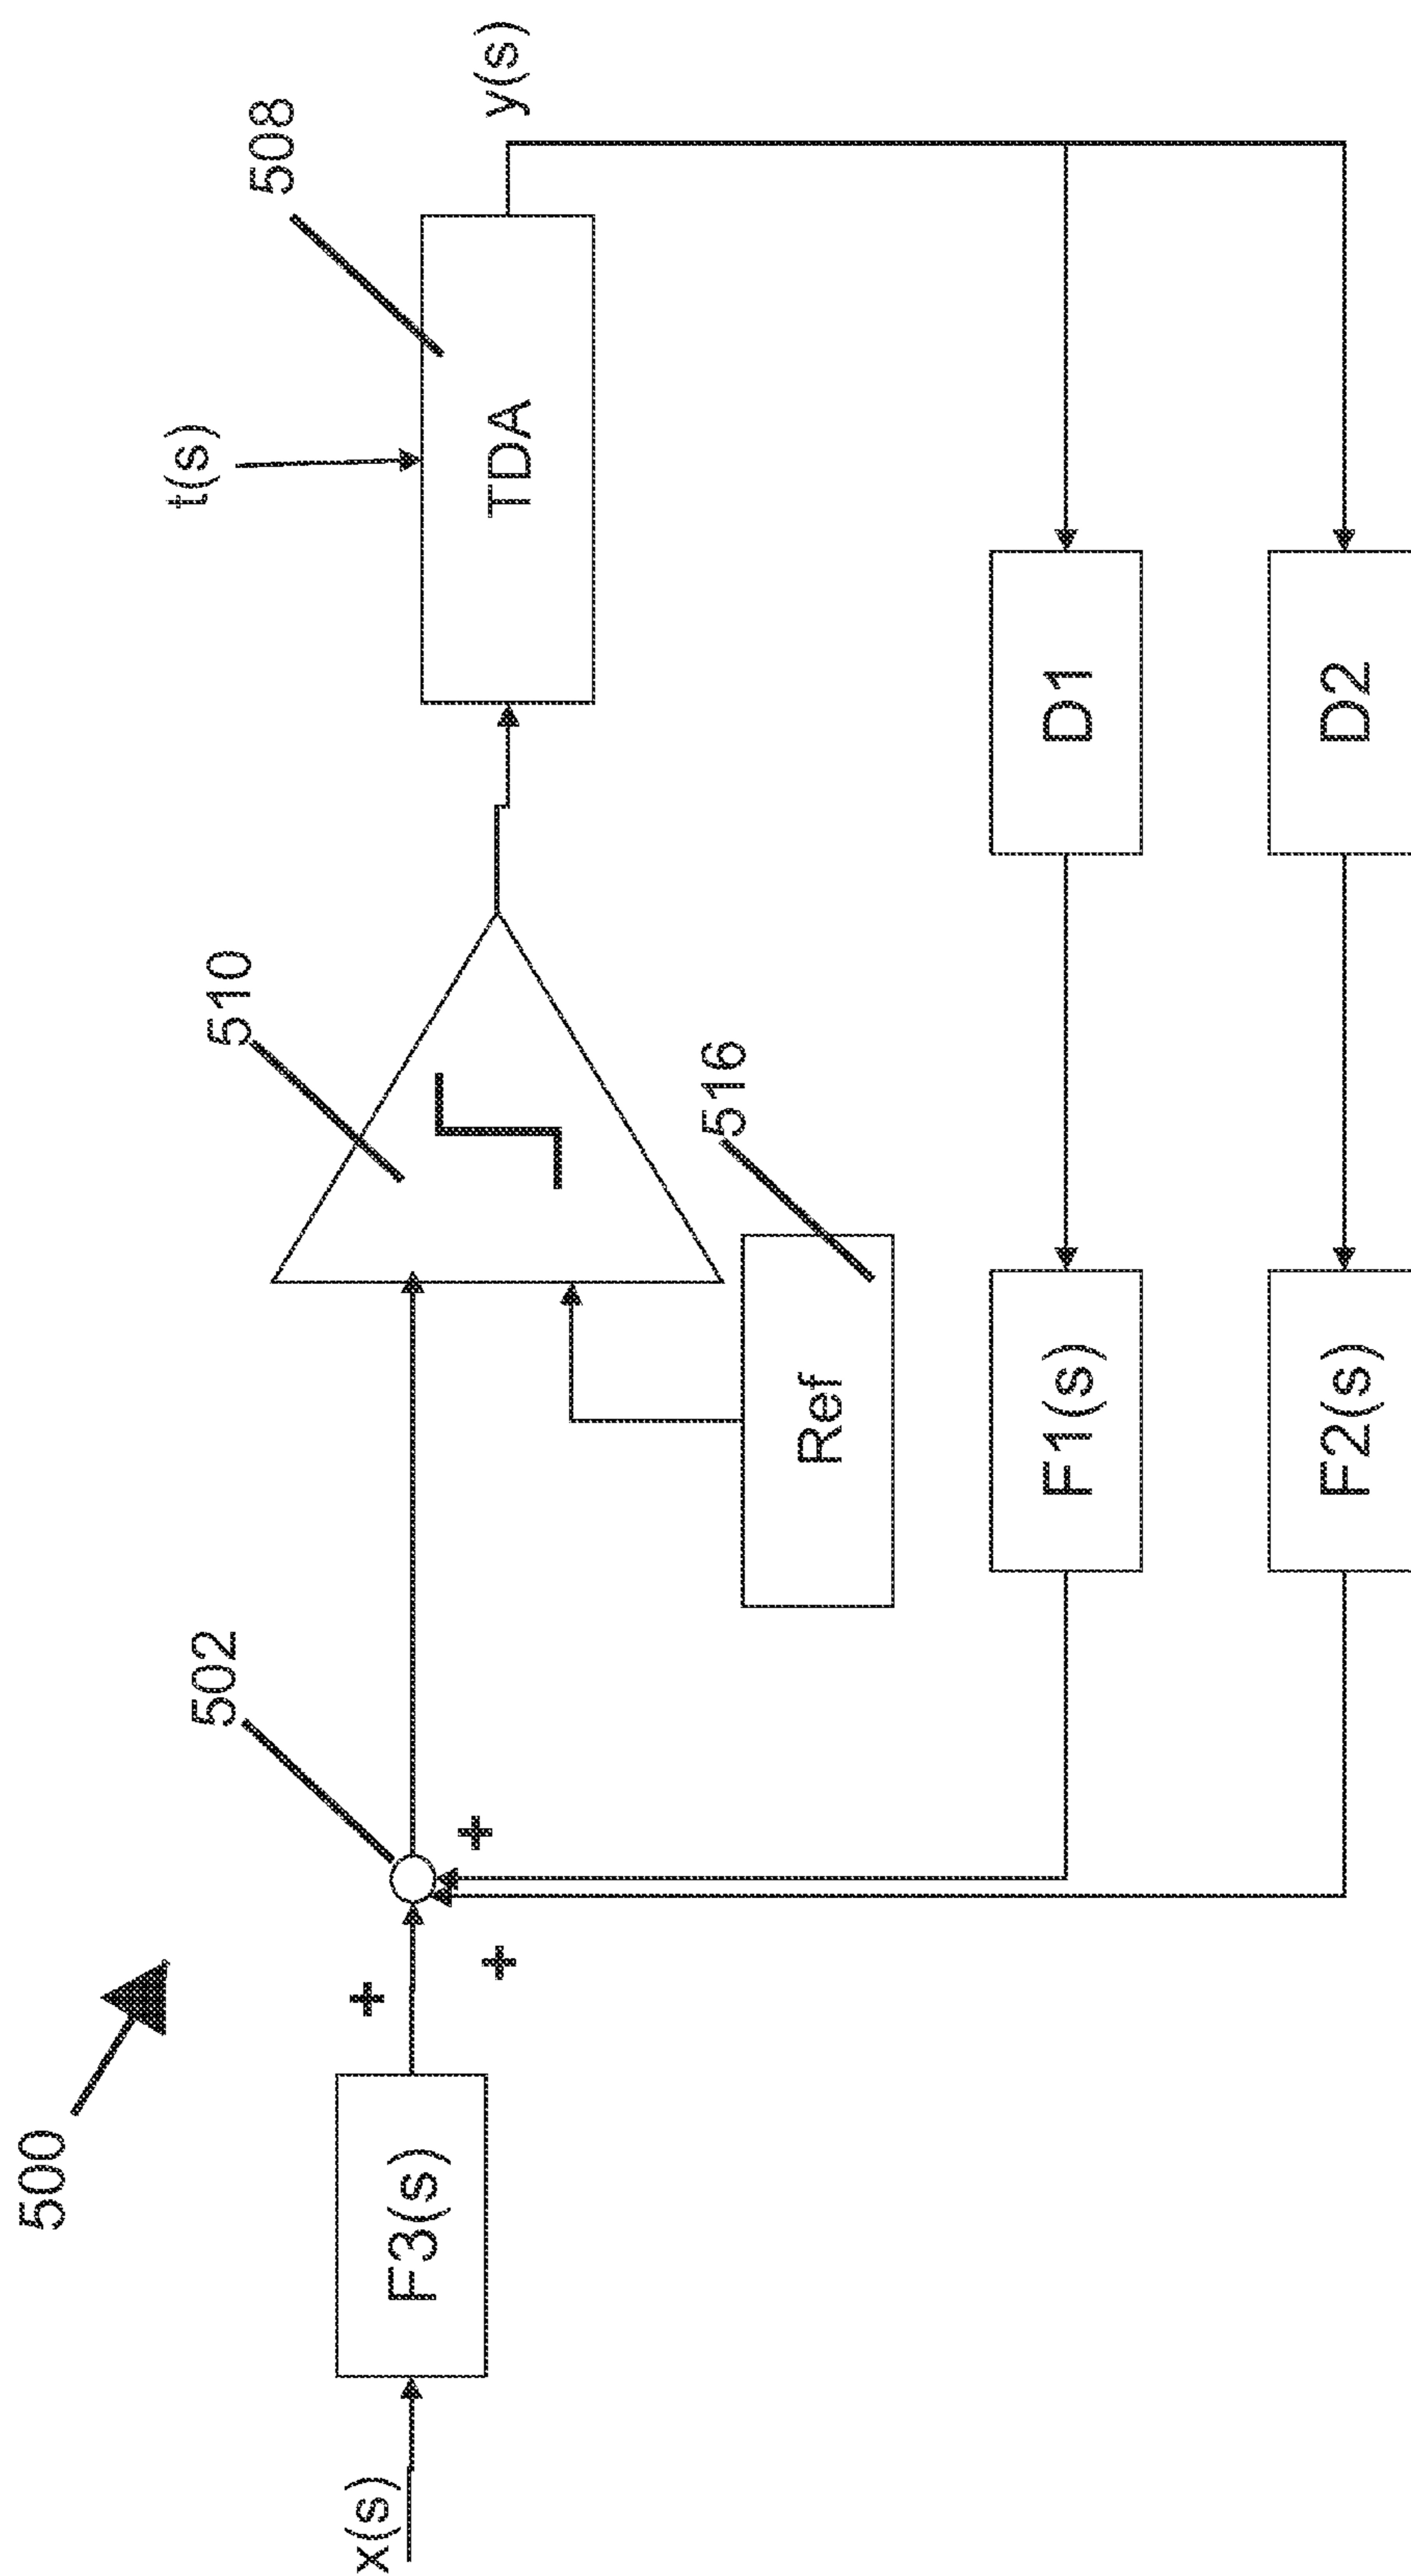 500
x(s)
F3(s)
+
+
+
502
510
Ref
516
t(s)
508
TDA
y(s)
F1(s)
D1
F2(s)
D2